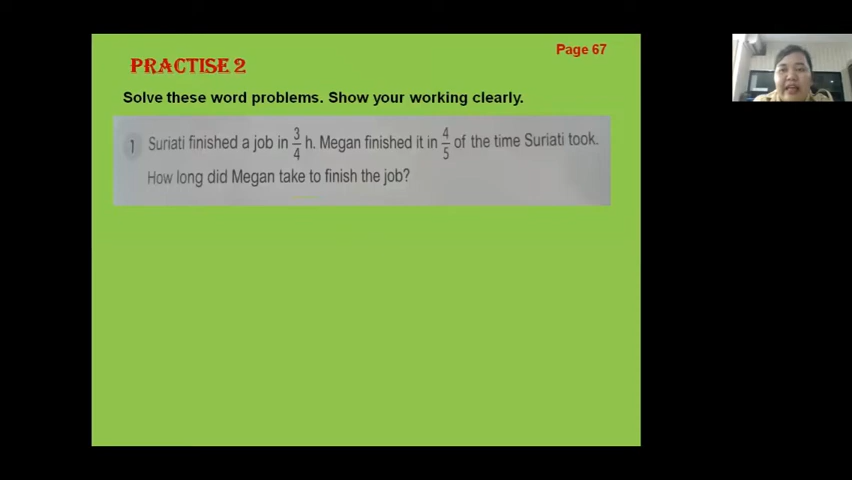 Page 67
PRACTISE 2
Solve these word problems. Show your working clearly.
1 Suriati finished a job in 3/4 h. Megan finished it in 4/5 of the time Suriati took.
How long did Megan take to finish the job?